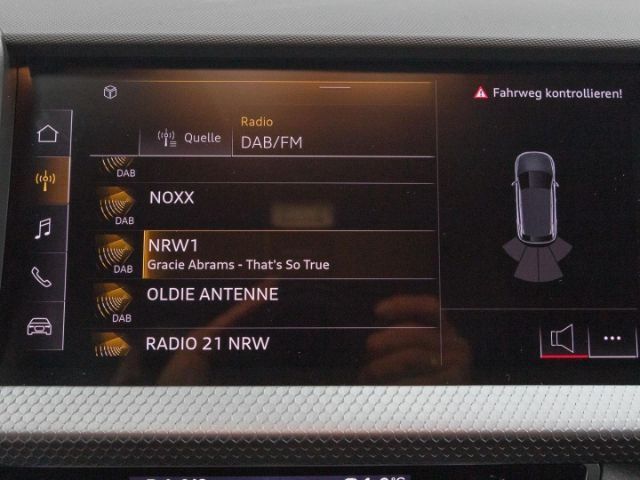 Fahrweg kontrollieren!
Radio
Quelle
DAB/FM
DAB
NOXX
DAB
NRW1
Gracie Abrams - That's So True
DAB
OLDIE ANTENNE
DAB
RADIO 21 NRW